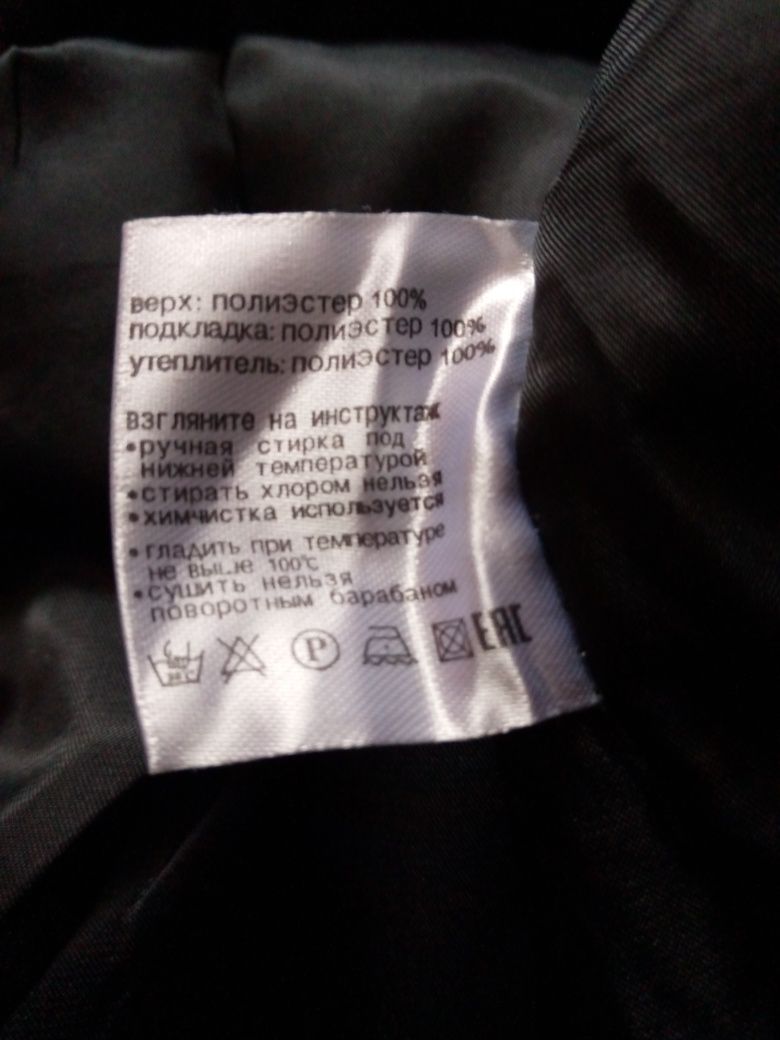 верх: полиэстер 100%
подкладка: полиэстер 100%
утеплитель: полиэстер 100%
взгляните на инструктаж
•ручная стирка под
нижней температурой
•стирать хлором нельзя
•химчистка используется
•гладить при температуре
не выше 100℃
•сушить нельзя
поворотным барабаном
P EAC